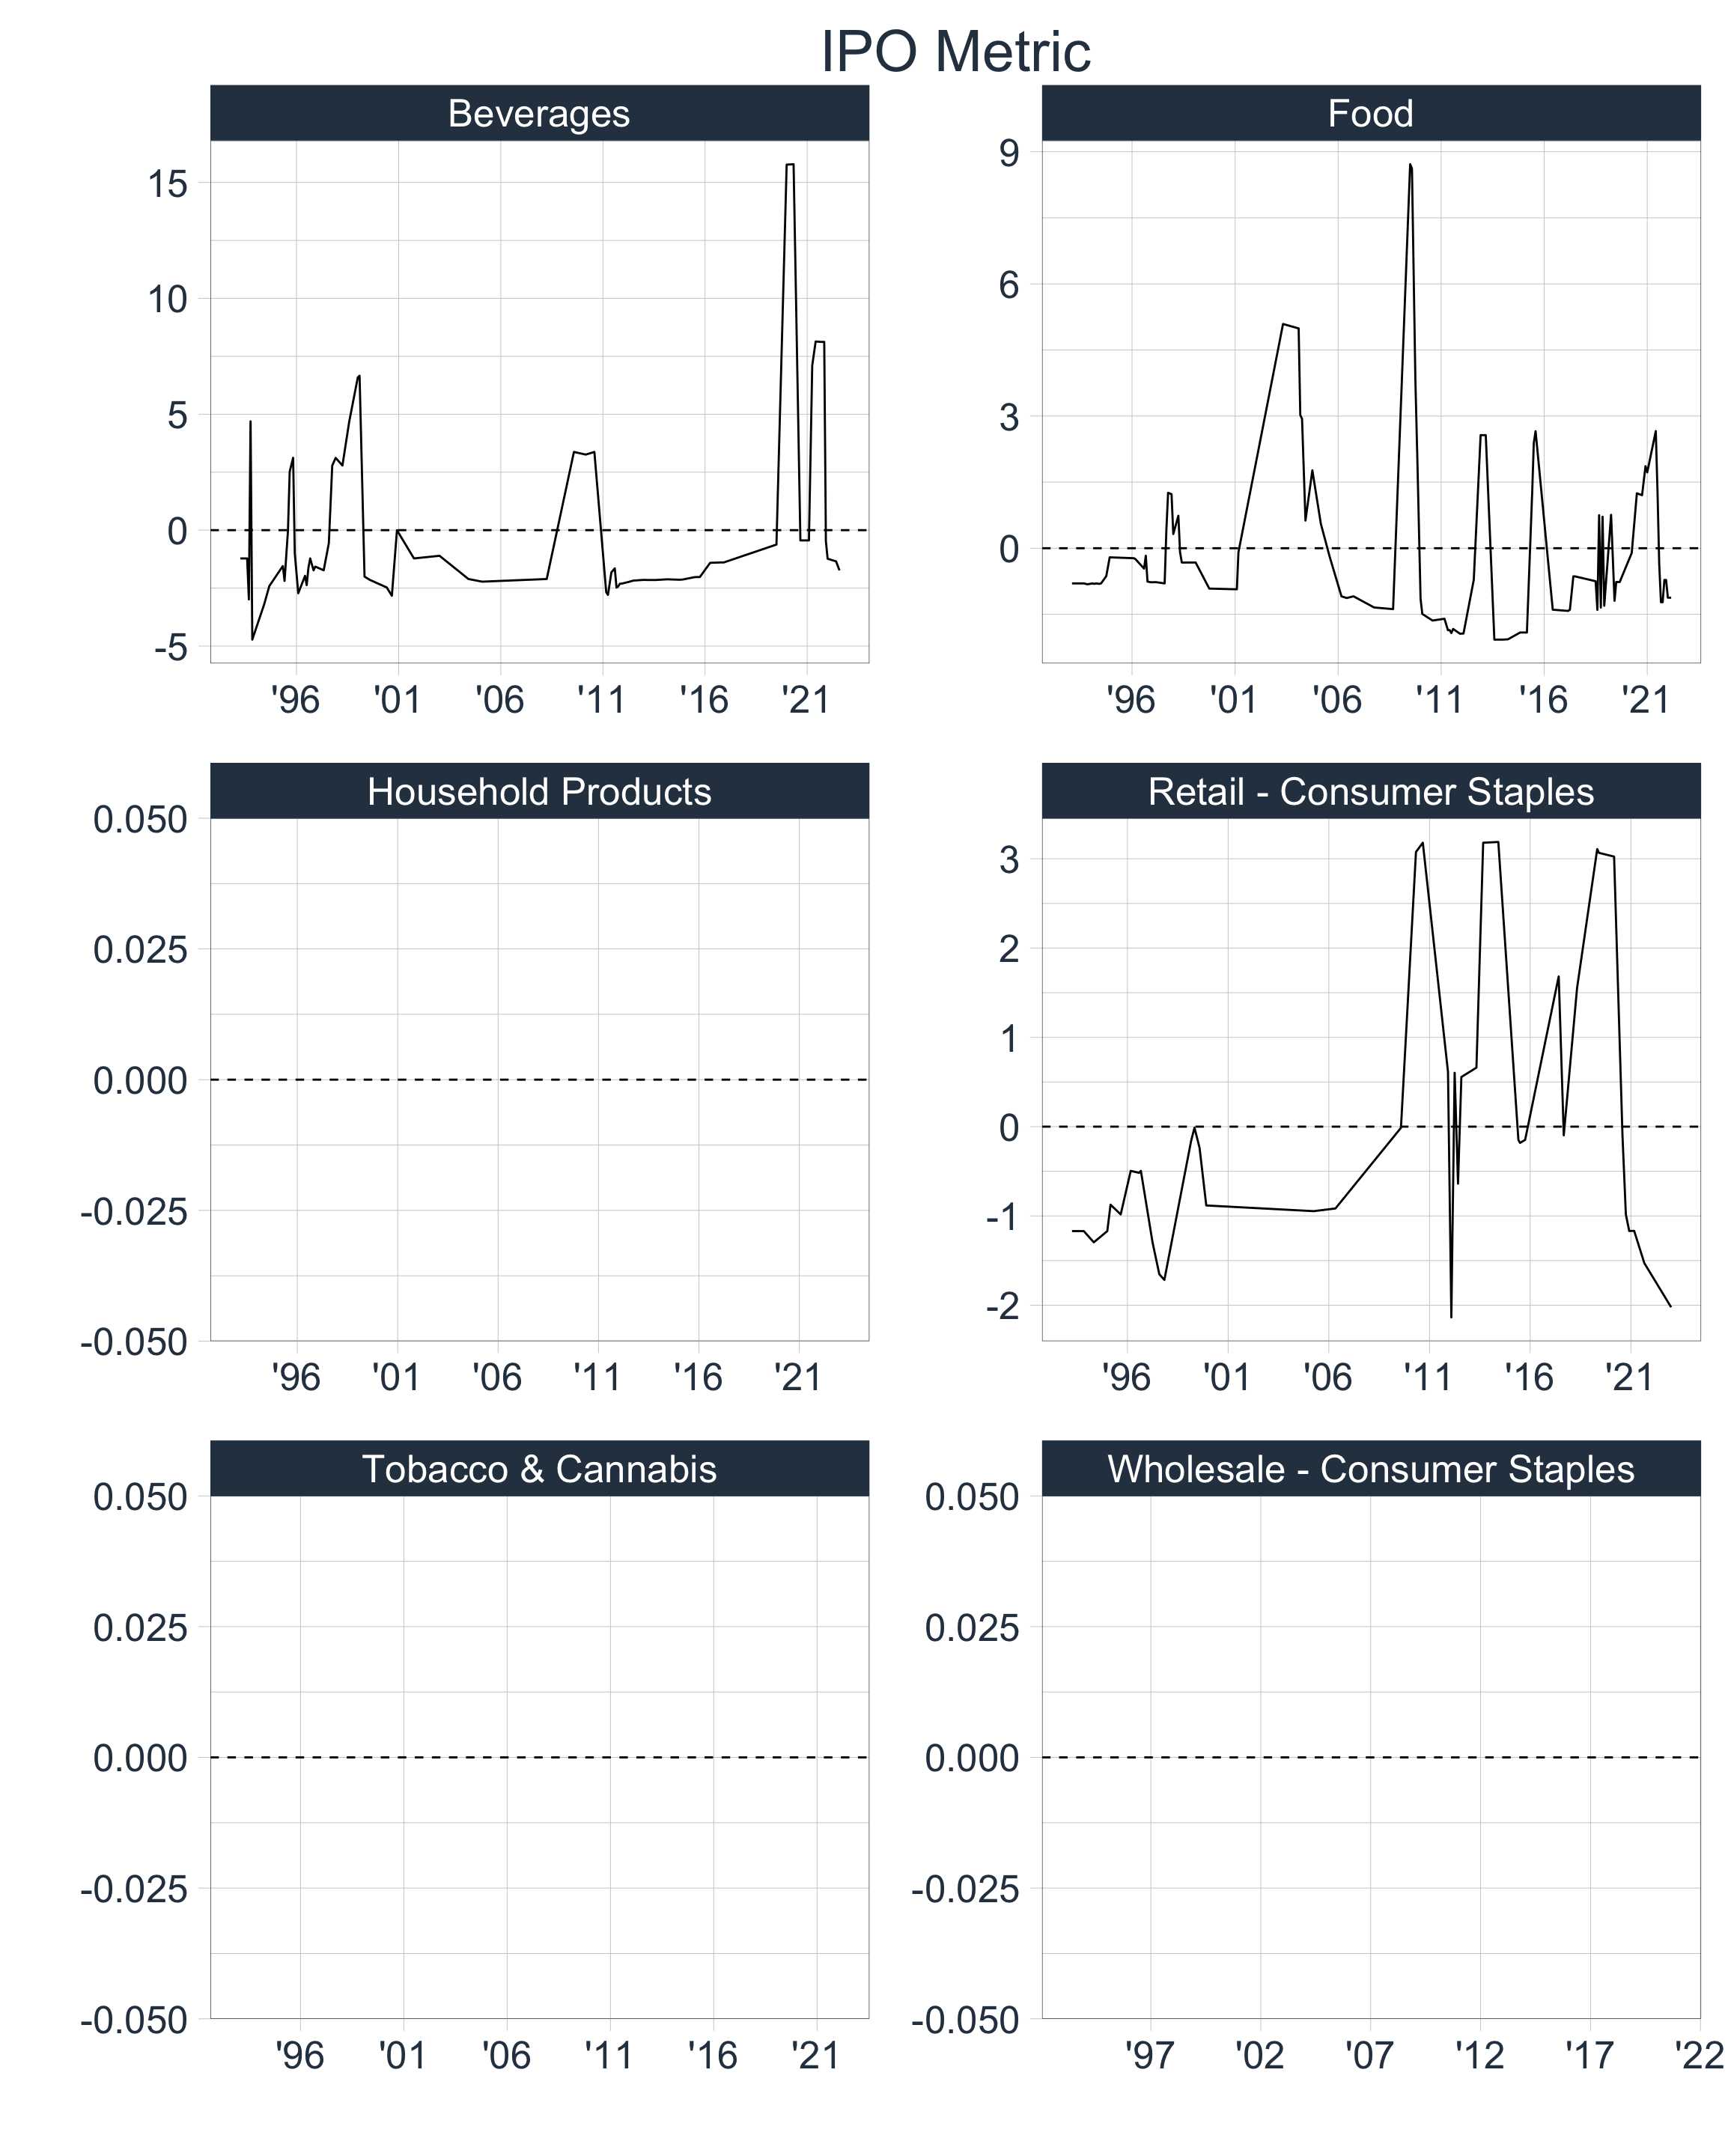 IPO Metric
Beverages
15
10
5
0
-5
'96 '01 '06 '11 '16 '21
Food
9
6
3
0
'96 '01 '06 '11 '16 '21
Household Products
0.050
0.025
0.000
-0.025
-0.050
'96 '01 '06 '11 '16 '21
Retail - Consumer Staples
3
2
1
0
-1
-2
'96 '01 '06 '11 '16 '21
Tobacco & Cannabis
0.050
0.025
0.000
-0.025
-0.050
'96 '01 '06 '11 '16 '21
Wholesale - Consumer Staples
0.050
0.025
0.000
-0.025
-0.050
'97 '02 '07 '12 '17 '22